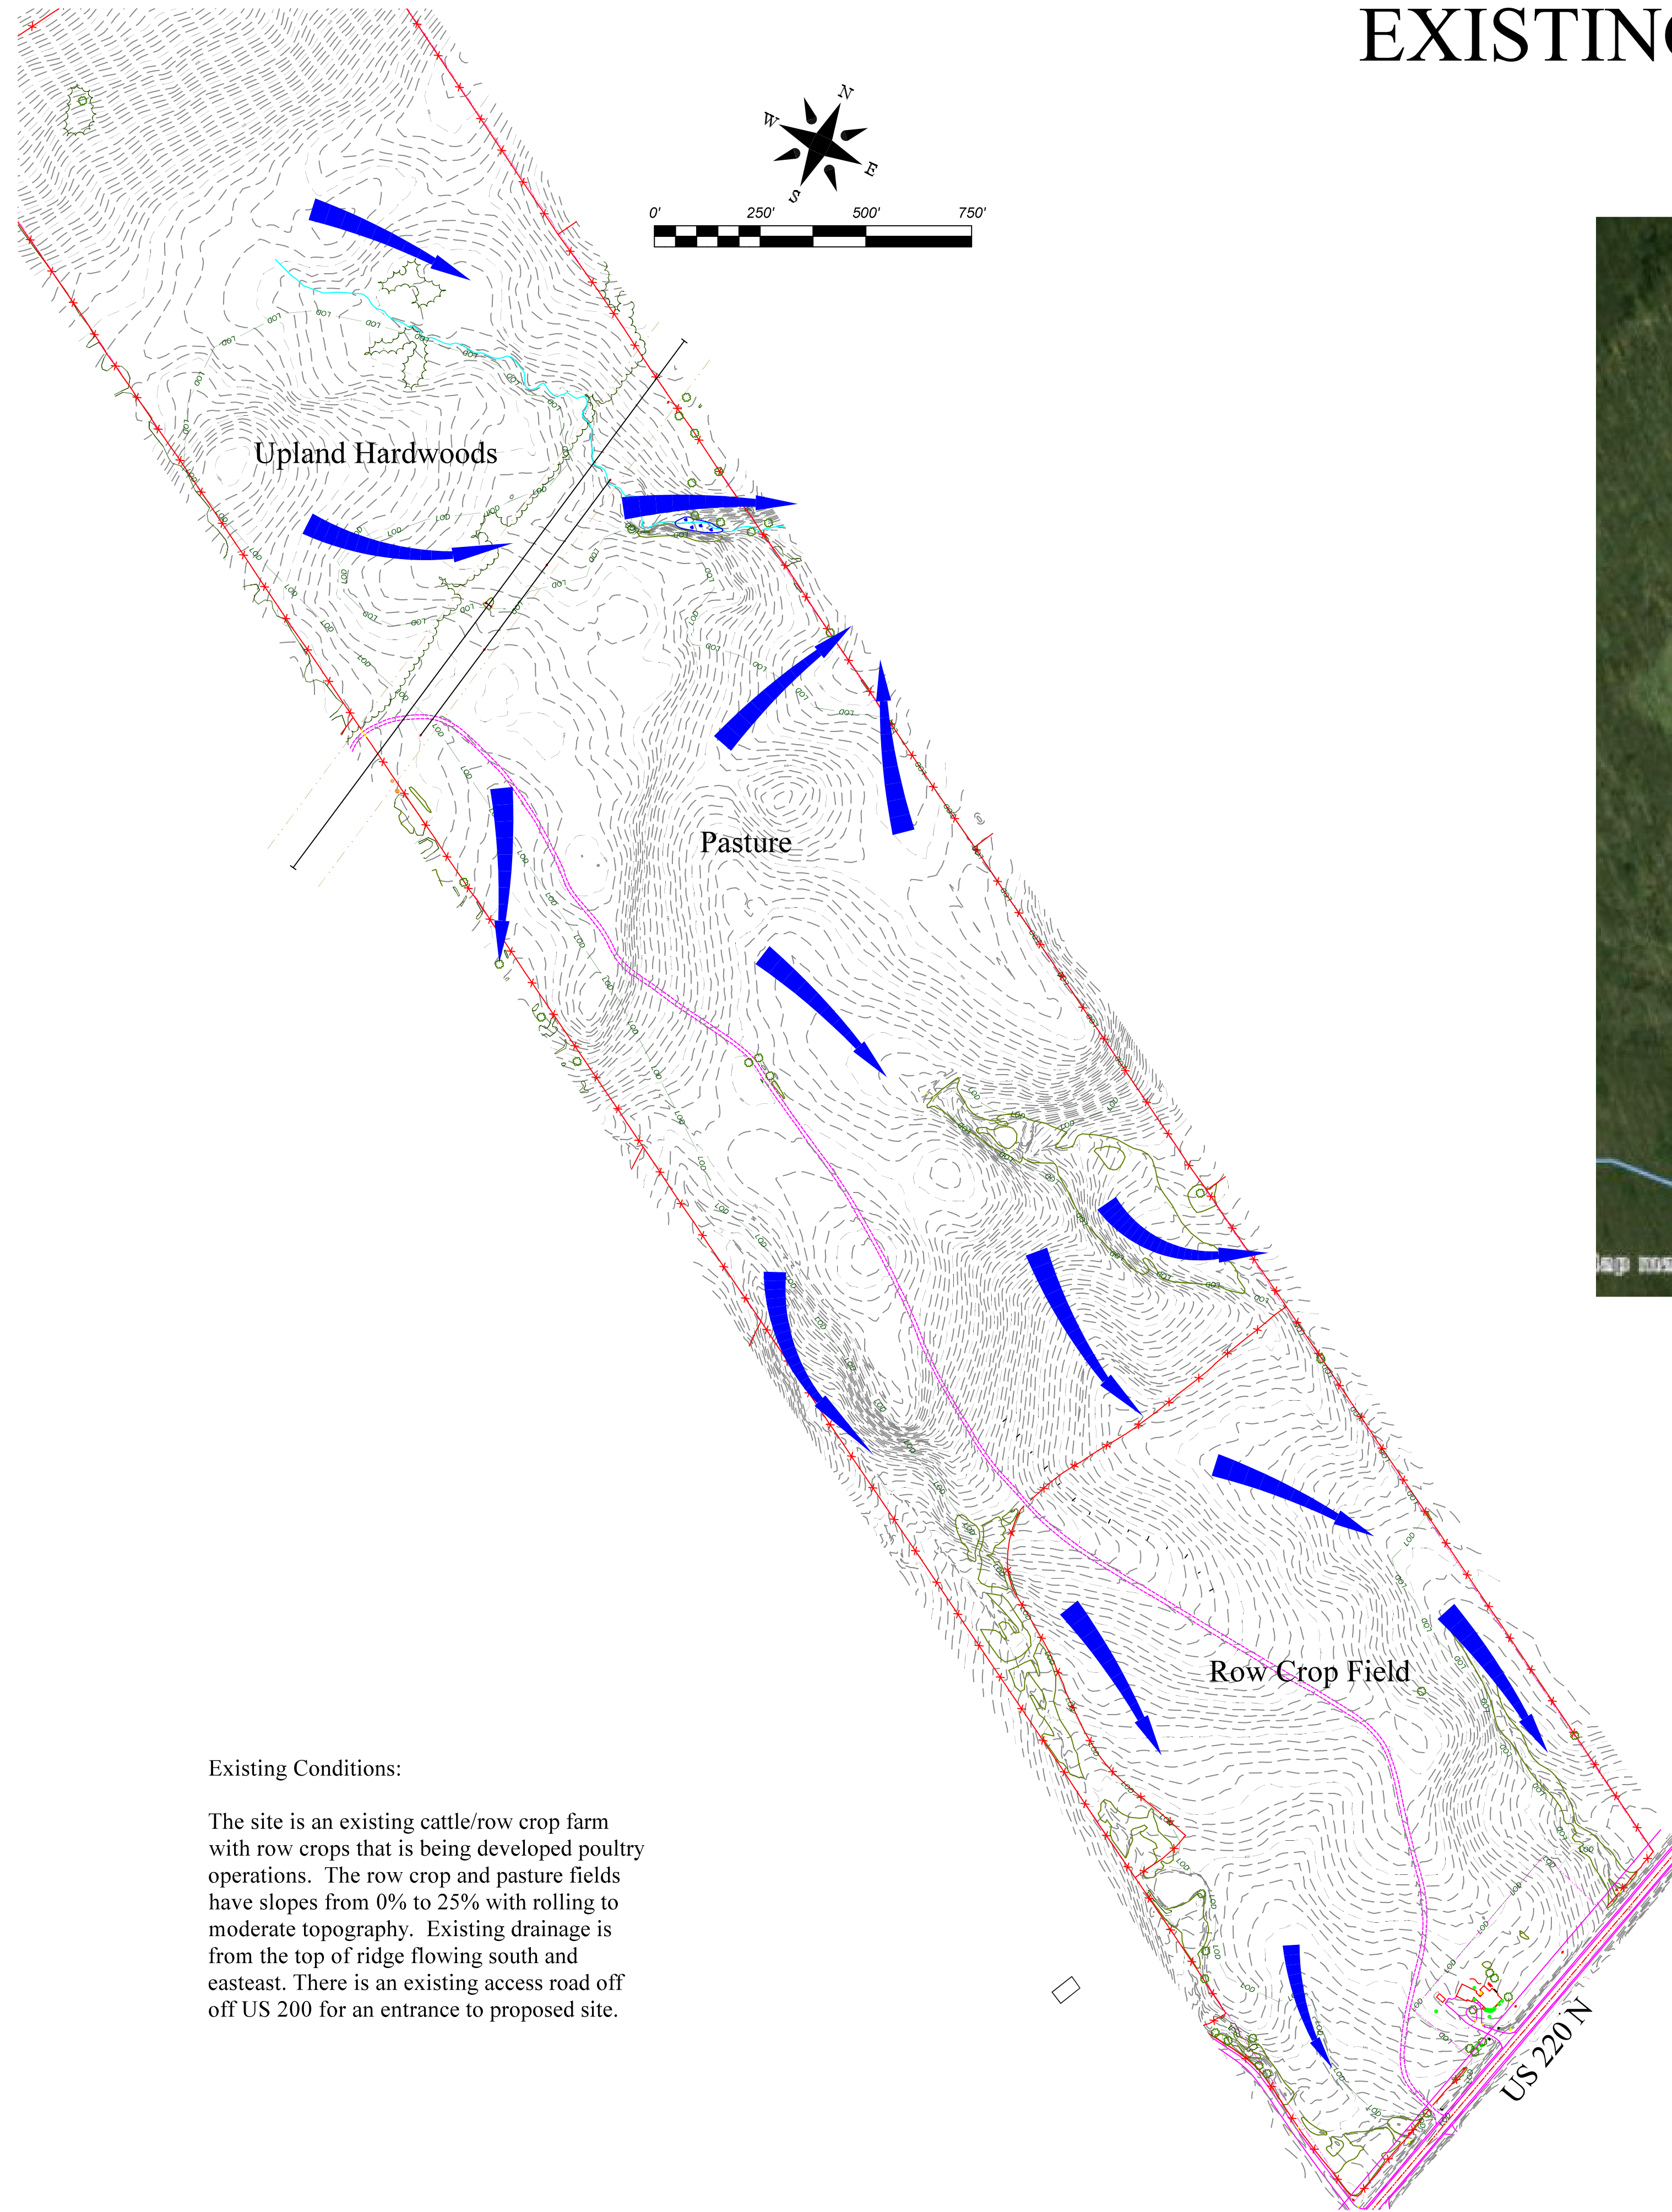 EXISTING
N
W
E
S
0' 250' 500' 750'
Upland Hardwoods
Pasture
Row Crop Field
US 220 N
Existing Conditions:
The site is an existing cattle/row crop farm
with row crops that is being developed poultry
operations. The row crop and pasture fields
have slopes from 0% to 25% with rolling to
moderate topography. Existing drainage is
from the top of ridge flowing south and
easteast. There is an existing access road off
off US 200 for an entrance to proposed site.
LOD